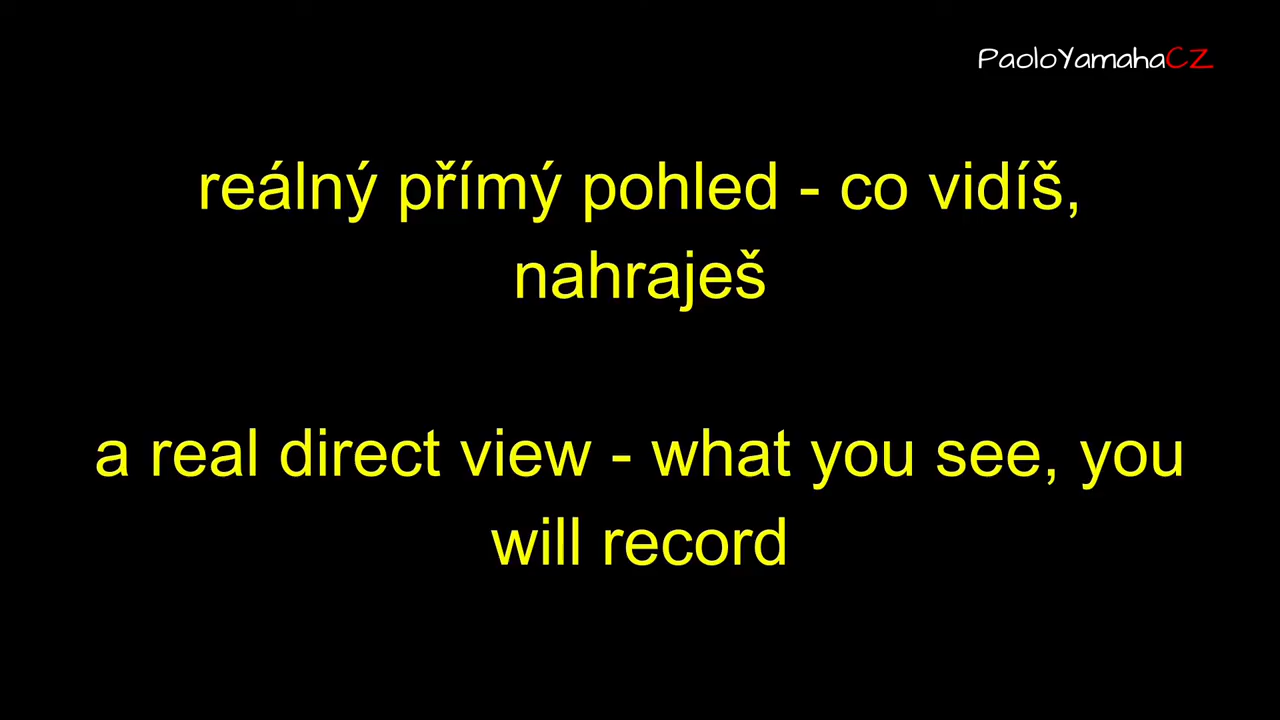 PaoloYamahaCZ
reálný přímý pohled - co vidíš,
nahraješ
a real direct view - what you see, you
will record